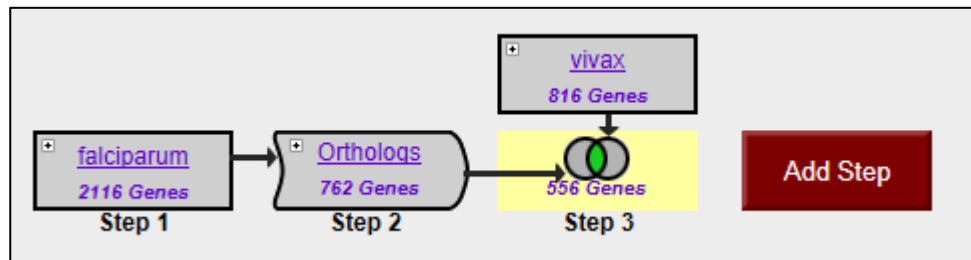 vivax
816 Genes
falciparum
2116 Genes
Step 1
Orthologs
762 Genes
Step 2
556 Genes
Step 3
Add Step